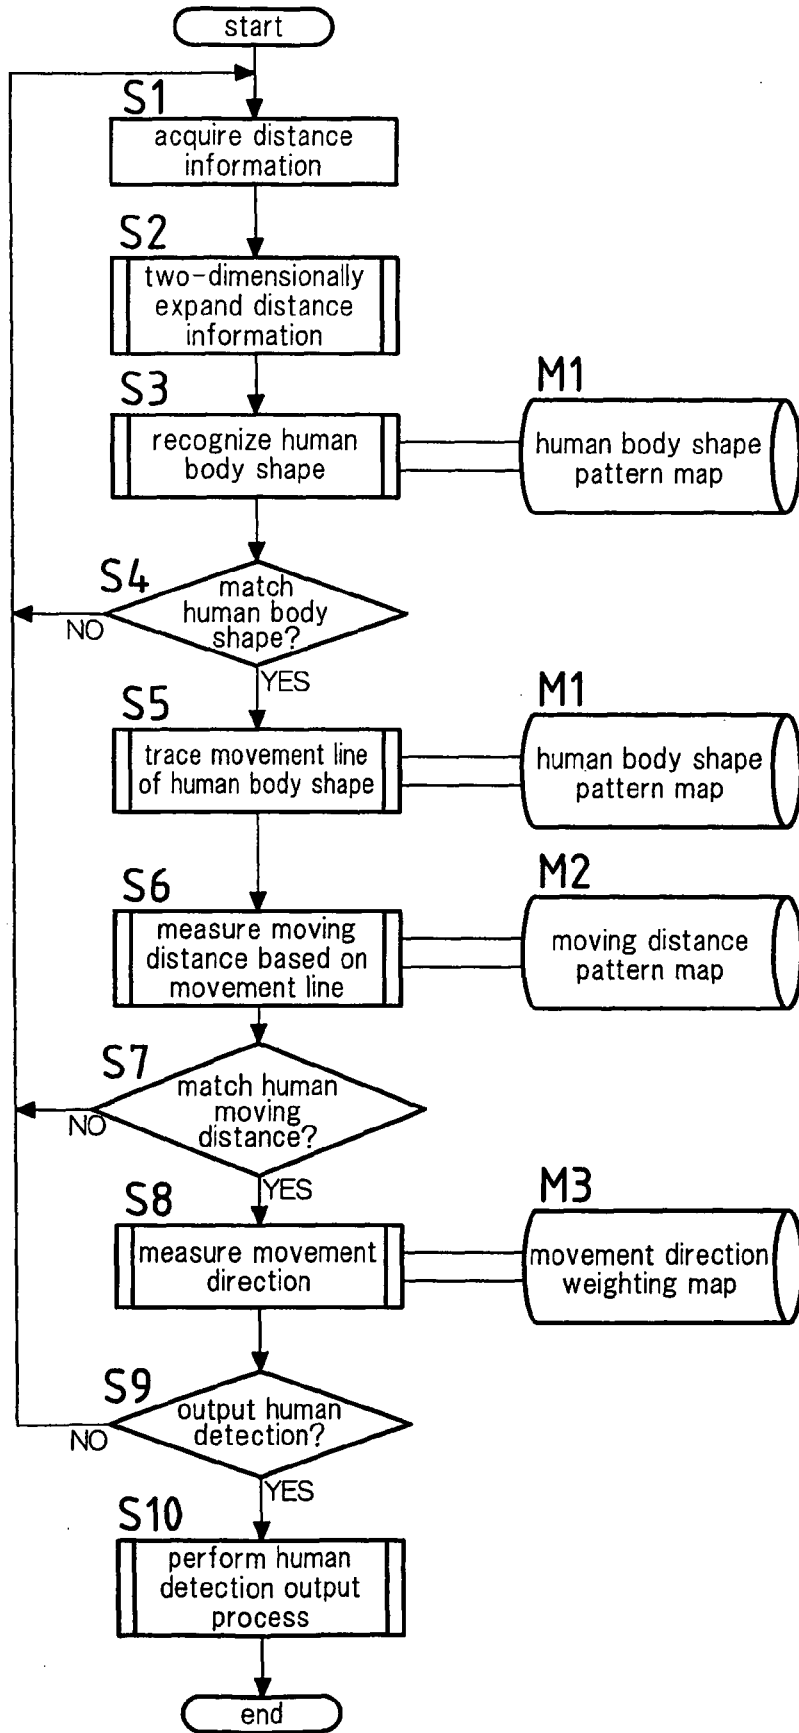 start
S1
acquire distance
information
S2
two-dimensionally
expand distance
information
S3
recognize human
body shape
M1
human body shape
pattern map
S4
match
human body
shape?
NO
YES
S5
trace movement line
of human body shape
M1
human body shape
pattern map
S6
measure moving
distance based on
movement line
M2
moving distance
pattern map
S7
match human
moving
distance?
NO
YES
S8
measure movement
direction
M3
movement direction
weighting map
S9
output human
detection?
NO
YES
S10
perform human
detection output
process
end